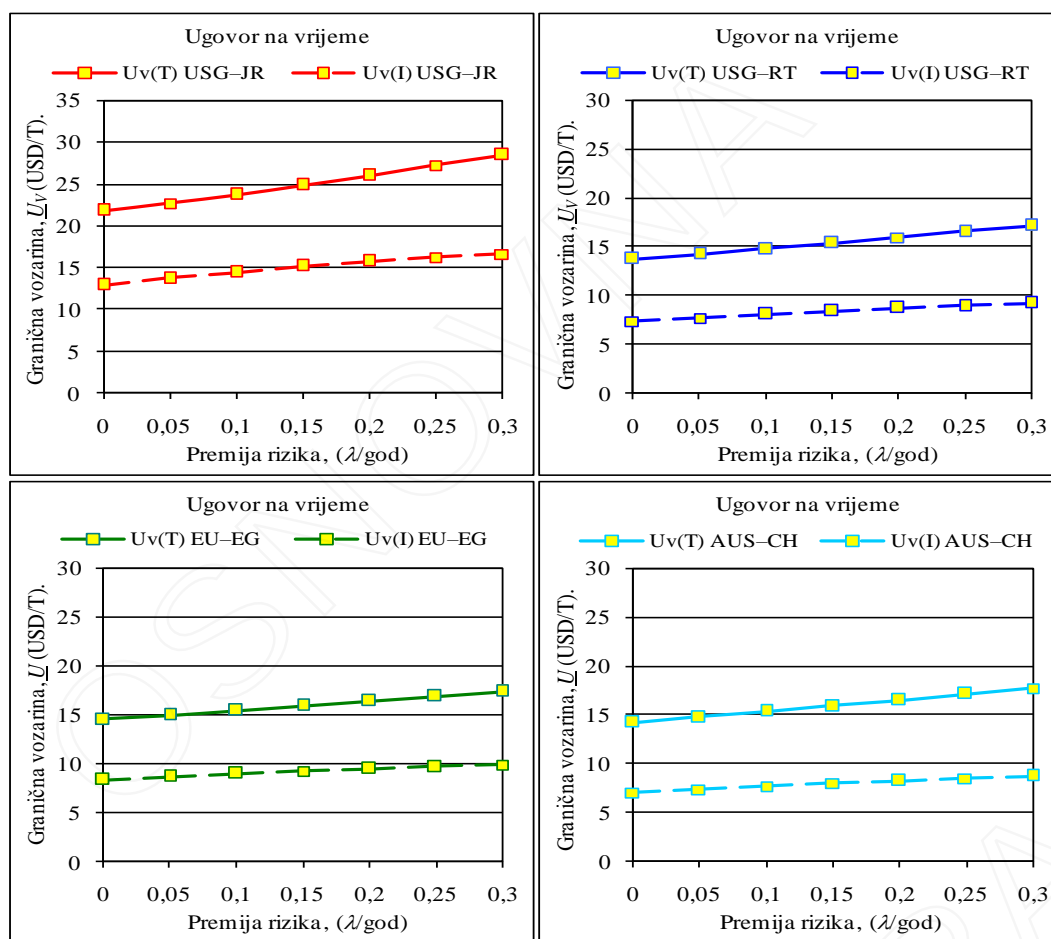 Ugovor na vrijeme
Uv(T) USG–JR Uv(I) USG–JR
Granična vozarina, U_V (USD/T).
35
30
25
20
15
10
5
0
0 0,05 0,1 0,15 0,2 0,25 0,3
Premija rizika, (λ/god)
Ugovor na vrijeme
Uv(T) USG–RT Uv(I) USG–RT
Granična vozarina, U_V (USD/T).
30
25
20
15
10
5
0
0 0,05 0,1 0,15 0,2 0,25 0,3
Premija rizika, (λ/god)
Ugovor na vrijeme
Uv(T) EU–EG Uv(I) EU–EG
Granična vozarina, U (USD/T).
30
25
20
15
10
5
0
0 0,05 0,1 0,15 0,2 0,25 0,3
Premija rizika, (λ/god)
Ugovor na vrijeme
Uv(T) AUS–CH Uv(I) AUS–CH
Granična vozarina, U (USD/T).
30
25
20
15
10
5
0
0 0,05 0,1 0,15 0,2 0,25 0,3
Premija rizika, (λ/god)
OSNOVNA